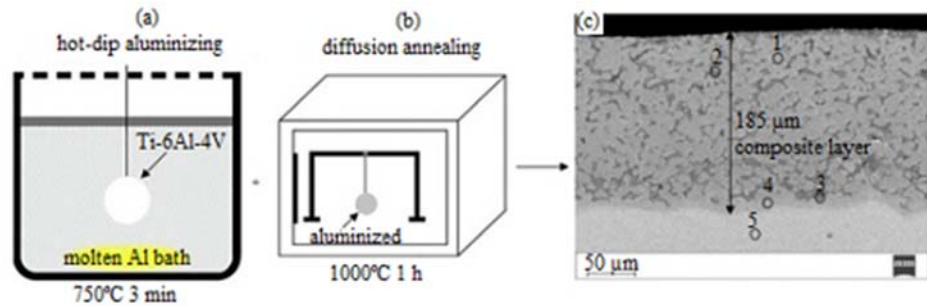 (a)
hot-dip aluminizing
Ti-6Al-4V
molten Al bath
750ºC 3 min
(b)
diffusion annealing
aluminized
1000ºC 1 h
(c)
1
2
185 µm
composite layer
4
3
5
50 µm